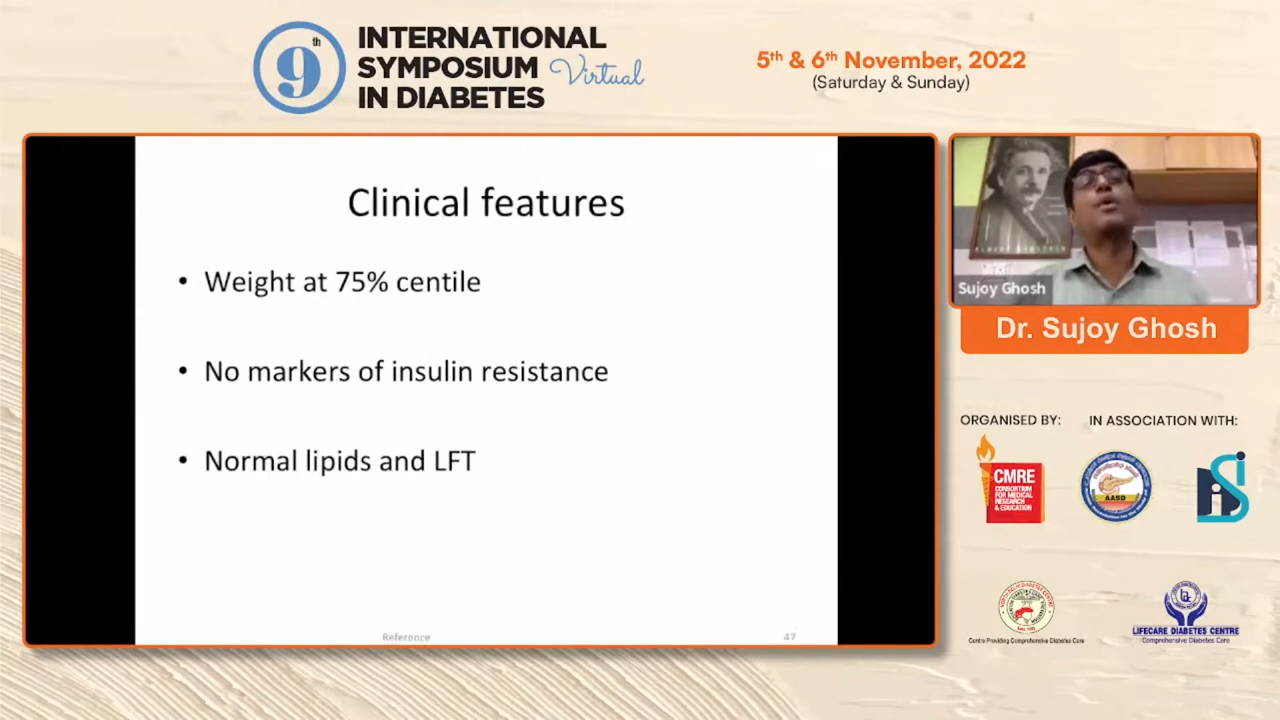 9th
INTERNATIONAL
SYMPOSIUM Virtual
IN DIABETES
5th & 6th November, 2022
(Saturday & Sunday)
Clinical features
• Weight at 75% centile
• No markers of insulin resistance
• Normal lipids and LFT
Reference
47
ALBERT EINSTEIN
Sujoy Ghosh
Dr. Sujoy Ghosh
ORGANISED BY:
IN ASSOCIATION WITH:
CMRE
CONSORTIUM
FOR MEDICAL
RESEARCH
& EDUCATION
AASD
Centre Providing Comprehensive Diabetes Care
LIFECARE DIABETES CENTRE
Comprehensive Diabetes Care